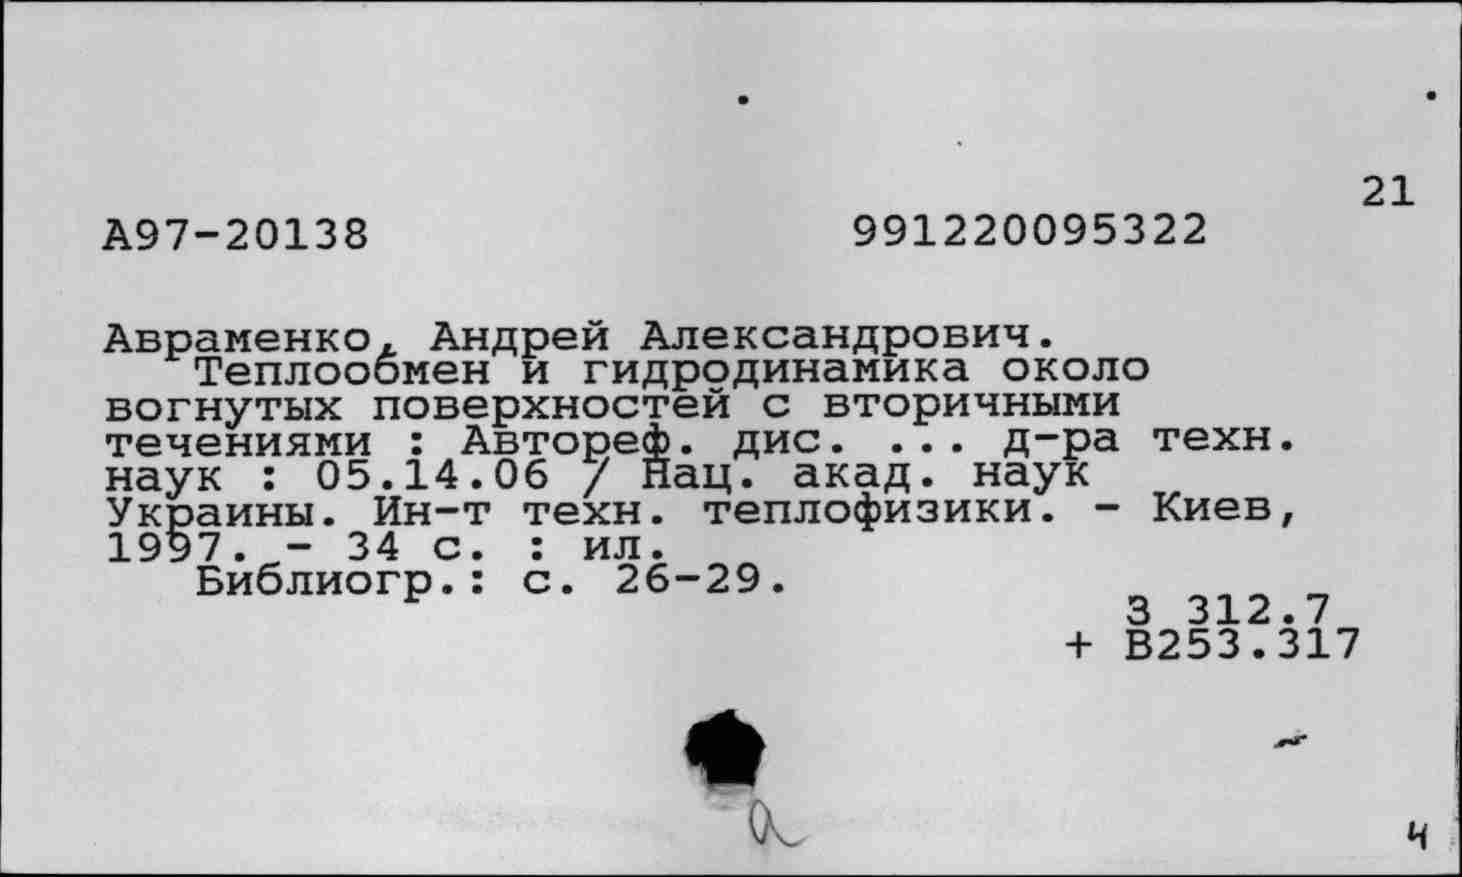 21
А97-20138 991220095322
Авраменко, Андрей Александрович.
Теплообмен и гидродинамика около
вогнутых поверхностей с вторичными
течениями : Автореф. дис. ... д-ра техн.
наук : 05.14.06 / Нац. акад. наук
Украины. Ин-т техн. теплофизики. - Киев,
1997. - 34 с. : ил.
Библиогр.: с. 26-29.
З 312.7
+ В253.317
Ч